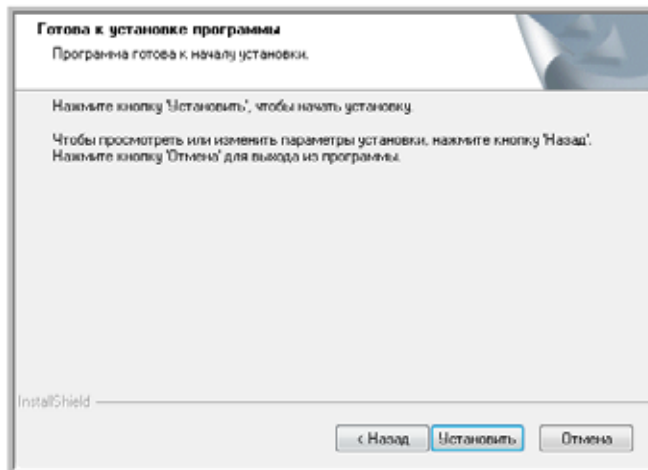 Готова к установке программы
Программа готова к началу установки.
Нажмите кнопку 'Установить', чтобы начать установку.
Чтобы просмотреть или изменить параметры установки, нажмите кнопку 'Назад'.
Нажмите кнопку 'Отмена' для выхода из программы.
InstallShield
< Назад Установить Отмена